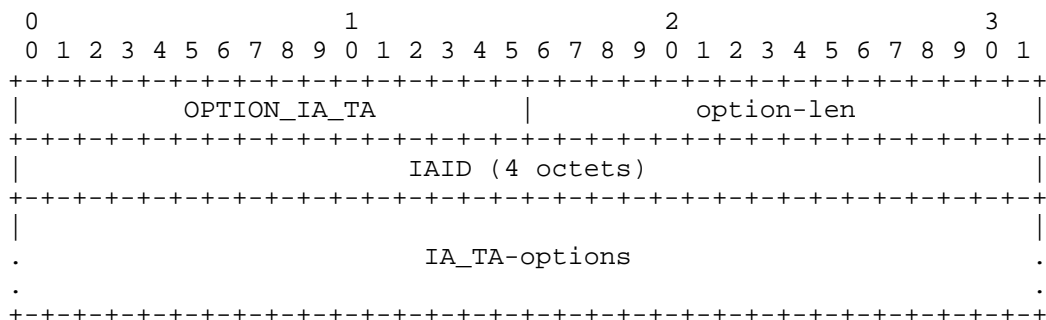 0                   1                   2                   3
 0 1 2 3 4 5 6 7 8 9 0 1 2 3 4 5 6 7 8 9 0 1 2 3 4 5 6 7 8 9 0 1
+-+-+-+-+-+-+-+-+-+-+-+-+-+-+-+-+-+-+-+-+-+-+-+-+-+-+-+-+-+-+-+-+
|          OPTION_IA_TA         |          option-len           |
+-+-+-+-+-+-+-+-+-+-+-+-+-+-+-+-+-+-+-+-+-+-+-+-+-+-+-+-+-+-+-+-+
|                        IAID (4 octets)                        |
+-+-+-+-+-+-+-+-+-+-+-+-+-+-+-+-+-+-+-+-+-+-+-+-+-+-+-+-+-+-+-+-+
|                                                               |
.                         IA_TA-options                         .
.                                                               .
+-+-+-+-+-+-+-+-+-+-+-+-+-+-+-+-+-+-+-+-+-+-+-+-+-+-+-+-+-+-+-+-+